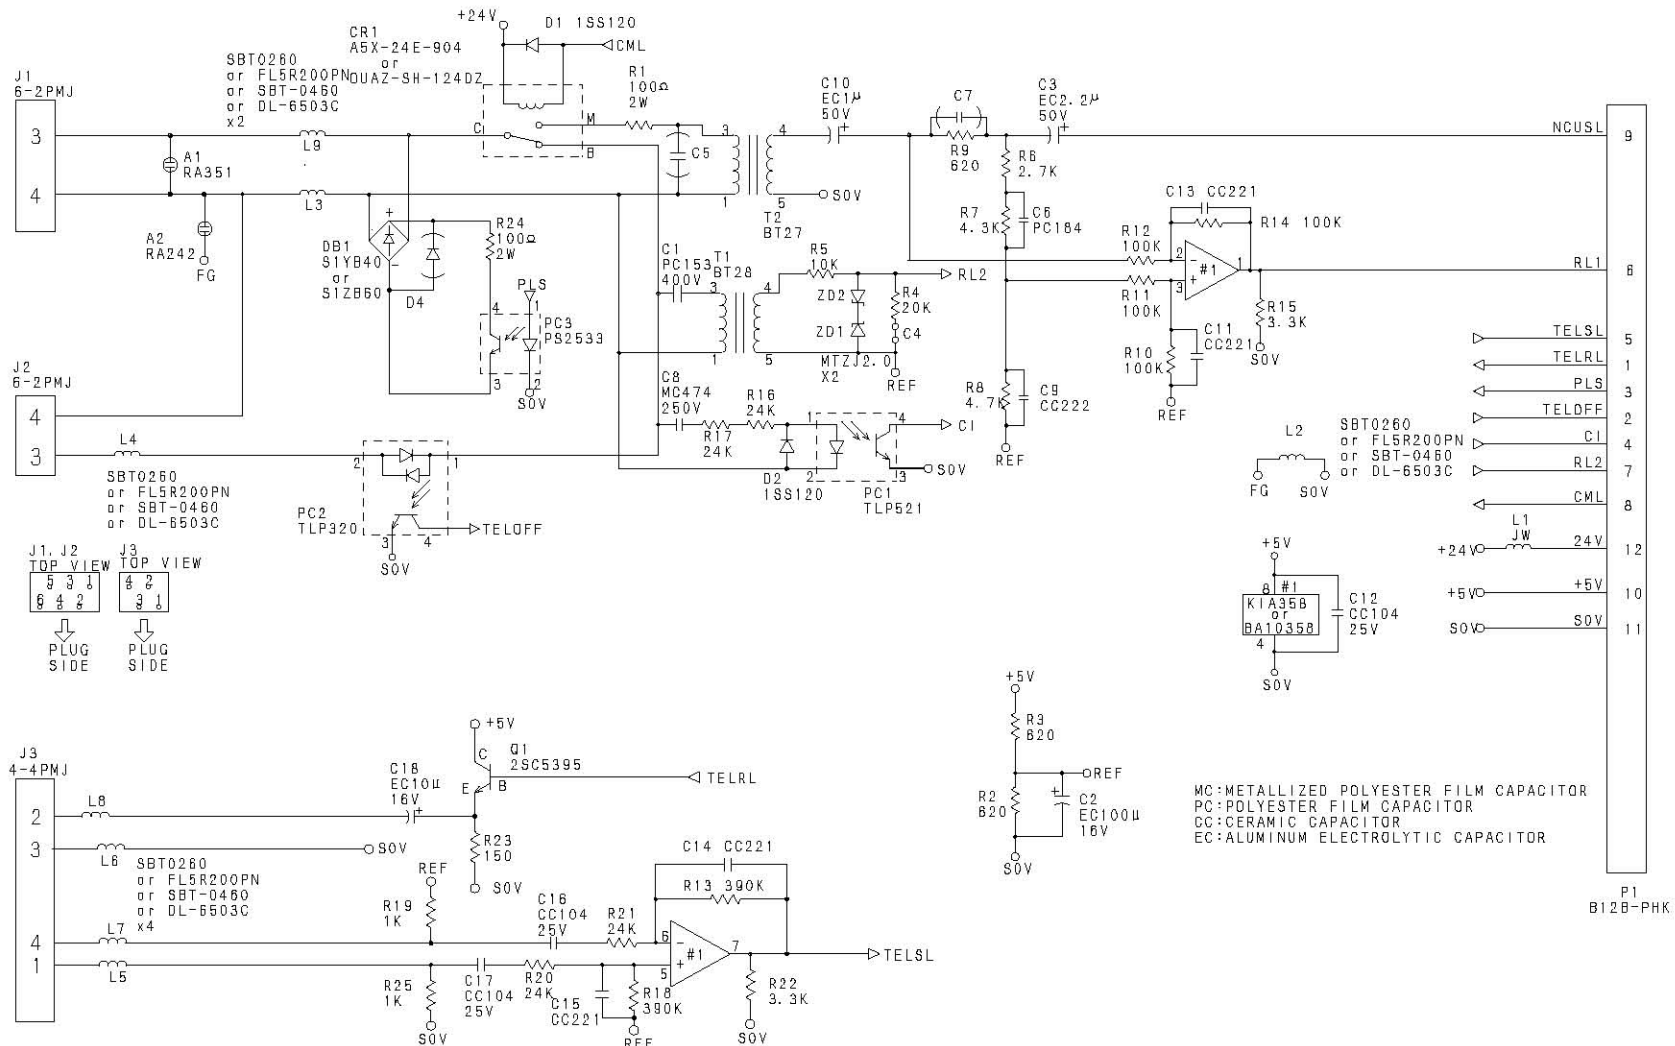 +24V
D1 1SS120
CML
CR1
A5X-24E-904
or
OUAZ-SH-124DZ
SBT0260
or FL5R200PN
or SBT-0460
or DL-6503C
x2
J1
6-2PMJ
3
4
L9
L3
A1
RA351
A2
RA242
FG
C
M
B
R1
100Ω
2W
C5
3
1
4
5
T2
BT27
S0V
C10
EC1μ
50V
+
C7
R9
620
C3
EC2.2μ
50V
+
R6
2.7K
R7
4.3K
C6
PC184
C13 CC221
R14 100K
R12
100K
R11
100K
2
3
#1
1
R15
3.3K
S0V
C11
CC221
R10
100K
REF
R8
4.7K
C9
CC222
REF
DB1
S1YB40
or
S1ZB60
+
-
D4
R24
100Ω
2W
PLS
4
1
PC3
PS2533
3
2
S0V
C1
PC153
400V
T1
BT28
3
1
4
5
R5
10K
RL2
ZD2
ZD1
MTZJ2.0
X2
R4
20K
C4
REF
C8
MC474
250V
R17
24K
R16
24K
D2
1SS120
1
2
4
3
PC1
TLP521
CI
S0V
J2
6-2PMJ
4
3
L4
SBT0260
or FL5R200PN
or SBT-0460
or DL-6503C
2
1
PC2
TLP320
3
4
TELOFF
S0V
J1, J2
TOP VIEW
5 3 1
6 4 2
PLUG
SIDE
J3
TOP VIEW
4 2
3 1
PLUG
SIDE
NCUSL
9
RL1
6
TELSL
5
TELRL
1
PLS
3
TELOFF
2
CI
4
RL2
7
CML
8
24V
12
+5V
10
S0V
11
P1
B12B-PHK
L2
FG
S0V
SBT0260
or FL5R200PN
or SBT-0460
or DL-6503C
L1
JW
+24V
+5V
S0V
+5V
8
#1
KIA358
or
BA10358
4
C12
CC104
25V
S0V
+5V
R3
620
REF
R2
620
+
C2
EC100μ
16V
S0V
MC:METALLIZED POLYESTER FILM CAPACITOR
PC:POLYESTER FILM CAPACITOR
CC:CERAMIC CAPACITOR
EC:ALUMINUM ELECTROLYTIC CAPACITOR
J3
4-4PMJ
2
3
4
1
L8
L6
SBT0260
or FL5R200PN
or SBT-0460
or DL-6503C
x4
L7
L5
C18
EC10μ
16V
+
+5V
C
E
B
Q1
2SC5395
TELRL
R23
150
S0V
S0V
REF
R19
1K
R25
1K
S0V
C16
CC104
25V
R21
24K
C17
CC104
25V
R20
24K
C15
CC221
R18
390K
REF
C14 CC221
R13 390K
6
5
#1
7
TELSL
R22
3.3K
S0V